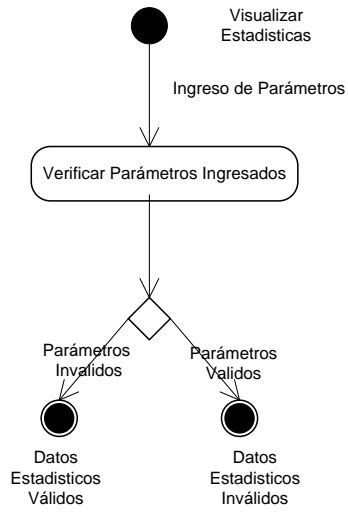 Visualizar
Estadisticas
Ingreso de Parámetros
Verificar Parámetros Ingresados
Parámetros
Invalidos
Parámetros
Validos
Datos
Estadisticos
Válidos
Datos
Estadisticos
Inválidos